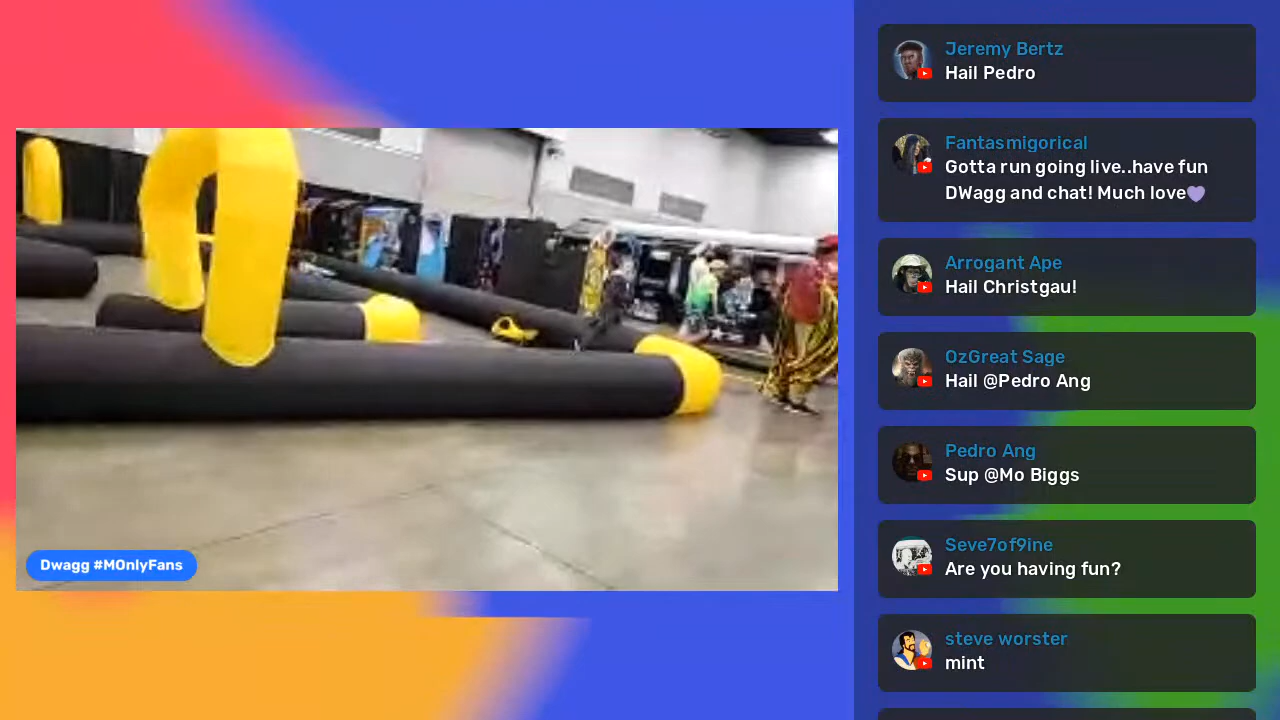 Jeremy Bertz
Hail Pedro
Fantasmigorical
Gotta run going live..have fun
DWagg and chat! Much love💜
Arrogant Ape
Hail Christgau!
OzGreat Sage
Hail @Pedro Ang
Pedro Ang
Sup @Mo Biggs
Seve7of9ine
Are you having fun?
steve worster
mint
Dwagg #MOnlyFans